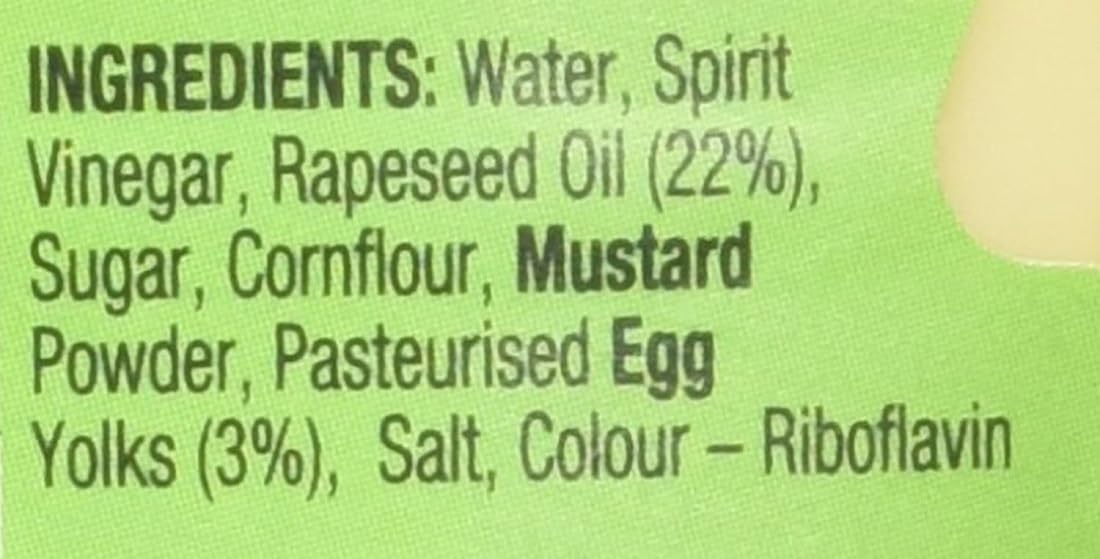 INGREDIENTS: Water, Spirit
Vinegar, Rapeseed Oil (22%),
Sugar, Cornflour, Mustard
Powder, Pasteurised Egg
Yolks (3%), Salt, Colour – Riboflavin